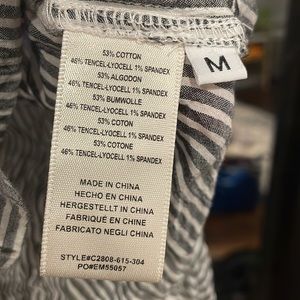 53% COTTON
46% TENCEL-LYOCELL 1% SPANDEX
53% ALGODON
46% TENCEL-LYOCELL 1% SPANDEX
53% BUMWOLLE
46% TENCEL-LYOCELL 1% SPANDEX
53% COTON
46% TENCEL-LYOCELL 1% SPANDEX
53% COTONE
46% TENCEL-LYOCELL 1% SPANDEX
MADE IN CHINA
HECHO EN CHINA
HERGESTELLT IN CHINA
FABRIQUÉ EN CHINE
FABRICATO NEGLI CHINA
STYLE#C2808-615-304
PO#EM55057
M